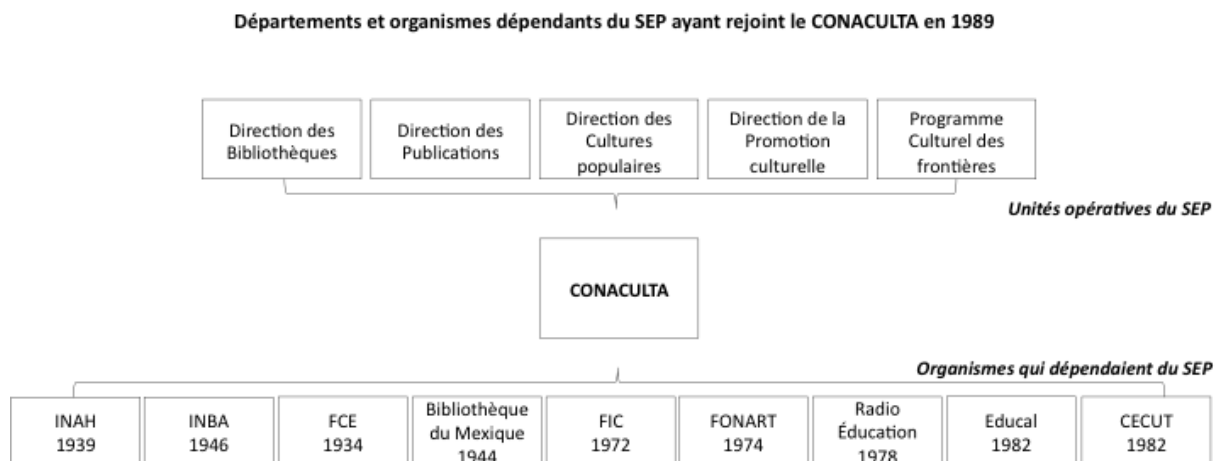 Départements et organismes dépendants du SEP ayant rejoint le CONACULTA en 1989
Direction des
Bibliothèques
Direction des
Publications
Direction des
Cultures
populaires
Direction de la
Promotion
culturelle
Programme
Culturel des
frontières
Unités opératives du SEP
CONACULTA
Organismes qui dépendaient du SEP
INAH
1939
INBA
1946
FCE
1934
Bibliothèque
du Mexique
1944
FIC
1972
FONART
1974
Radio
Éducation
1978
Educal
1982
CECUT
1982